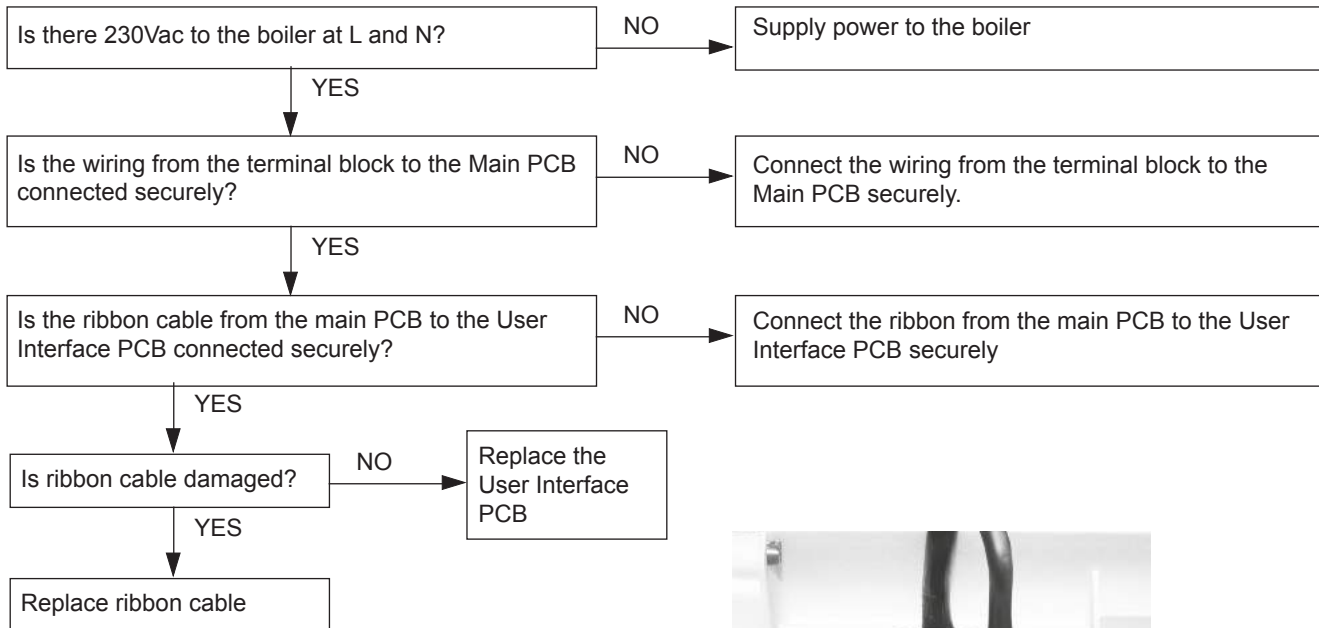 Is there 230Vac to the boiler at L and N?
NO
Supply power to the boiler
YES
Is the wiring from the terminal block to the Main PCB
connected securely?
NO
Connect the wiring from the terminal block to the
Main PCB securely.
YES
Is the ribbon cable from the main PCB to the User
Interface PCB connected securely?
NO
Connect the ribbon from the main PCB to the User
Interface PCB securely
YES
Is ribbon cable damaged?
NO
Replace the
User Interface
PCB
YES
Replace ribbon cable